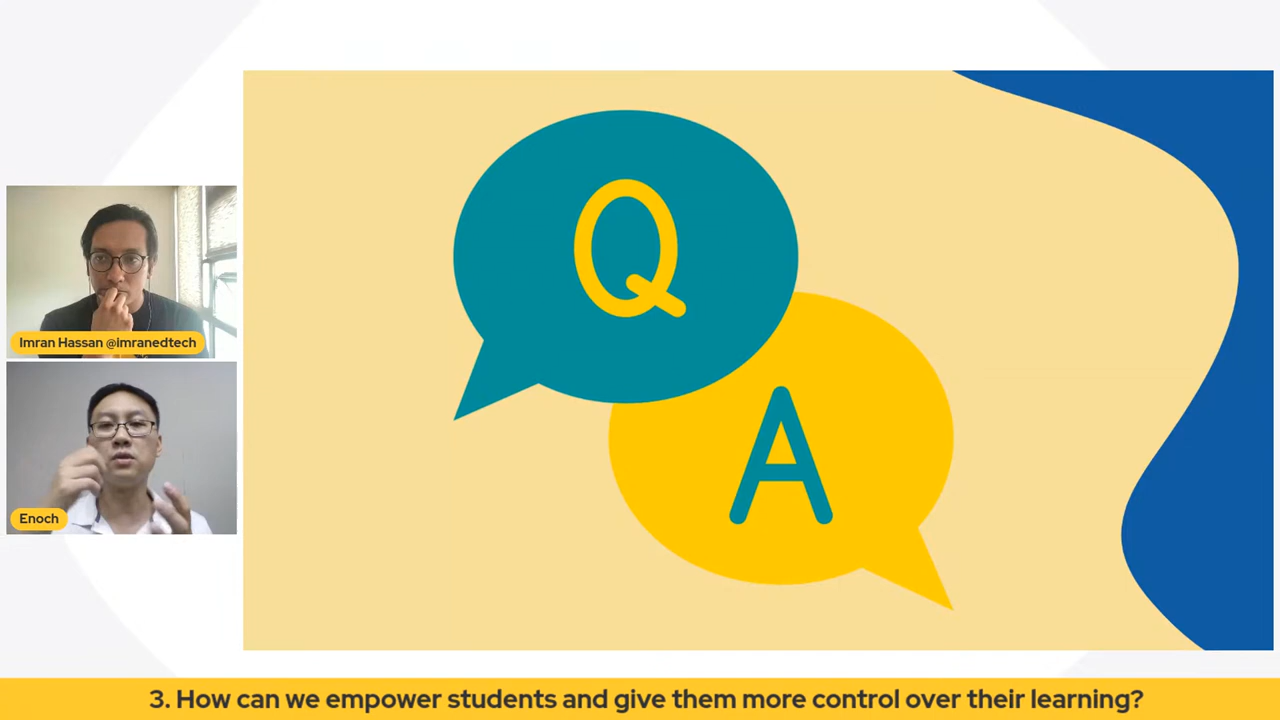 Q
A
Imran Hassan @Imranedtech
Enoch
3. How can we empower students and give them more control over their learning?